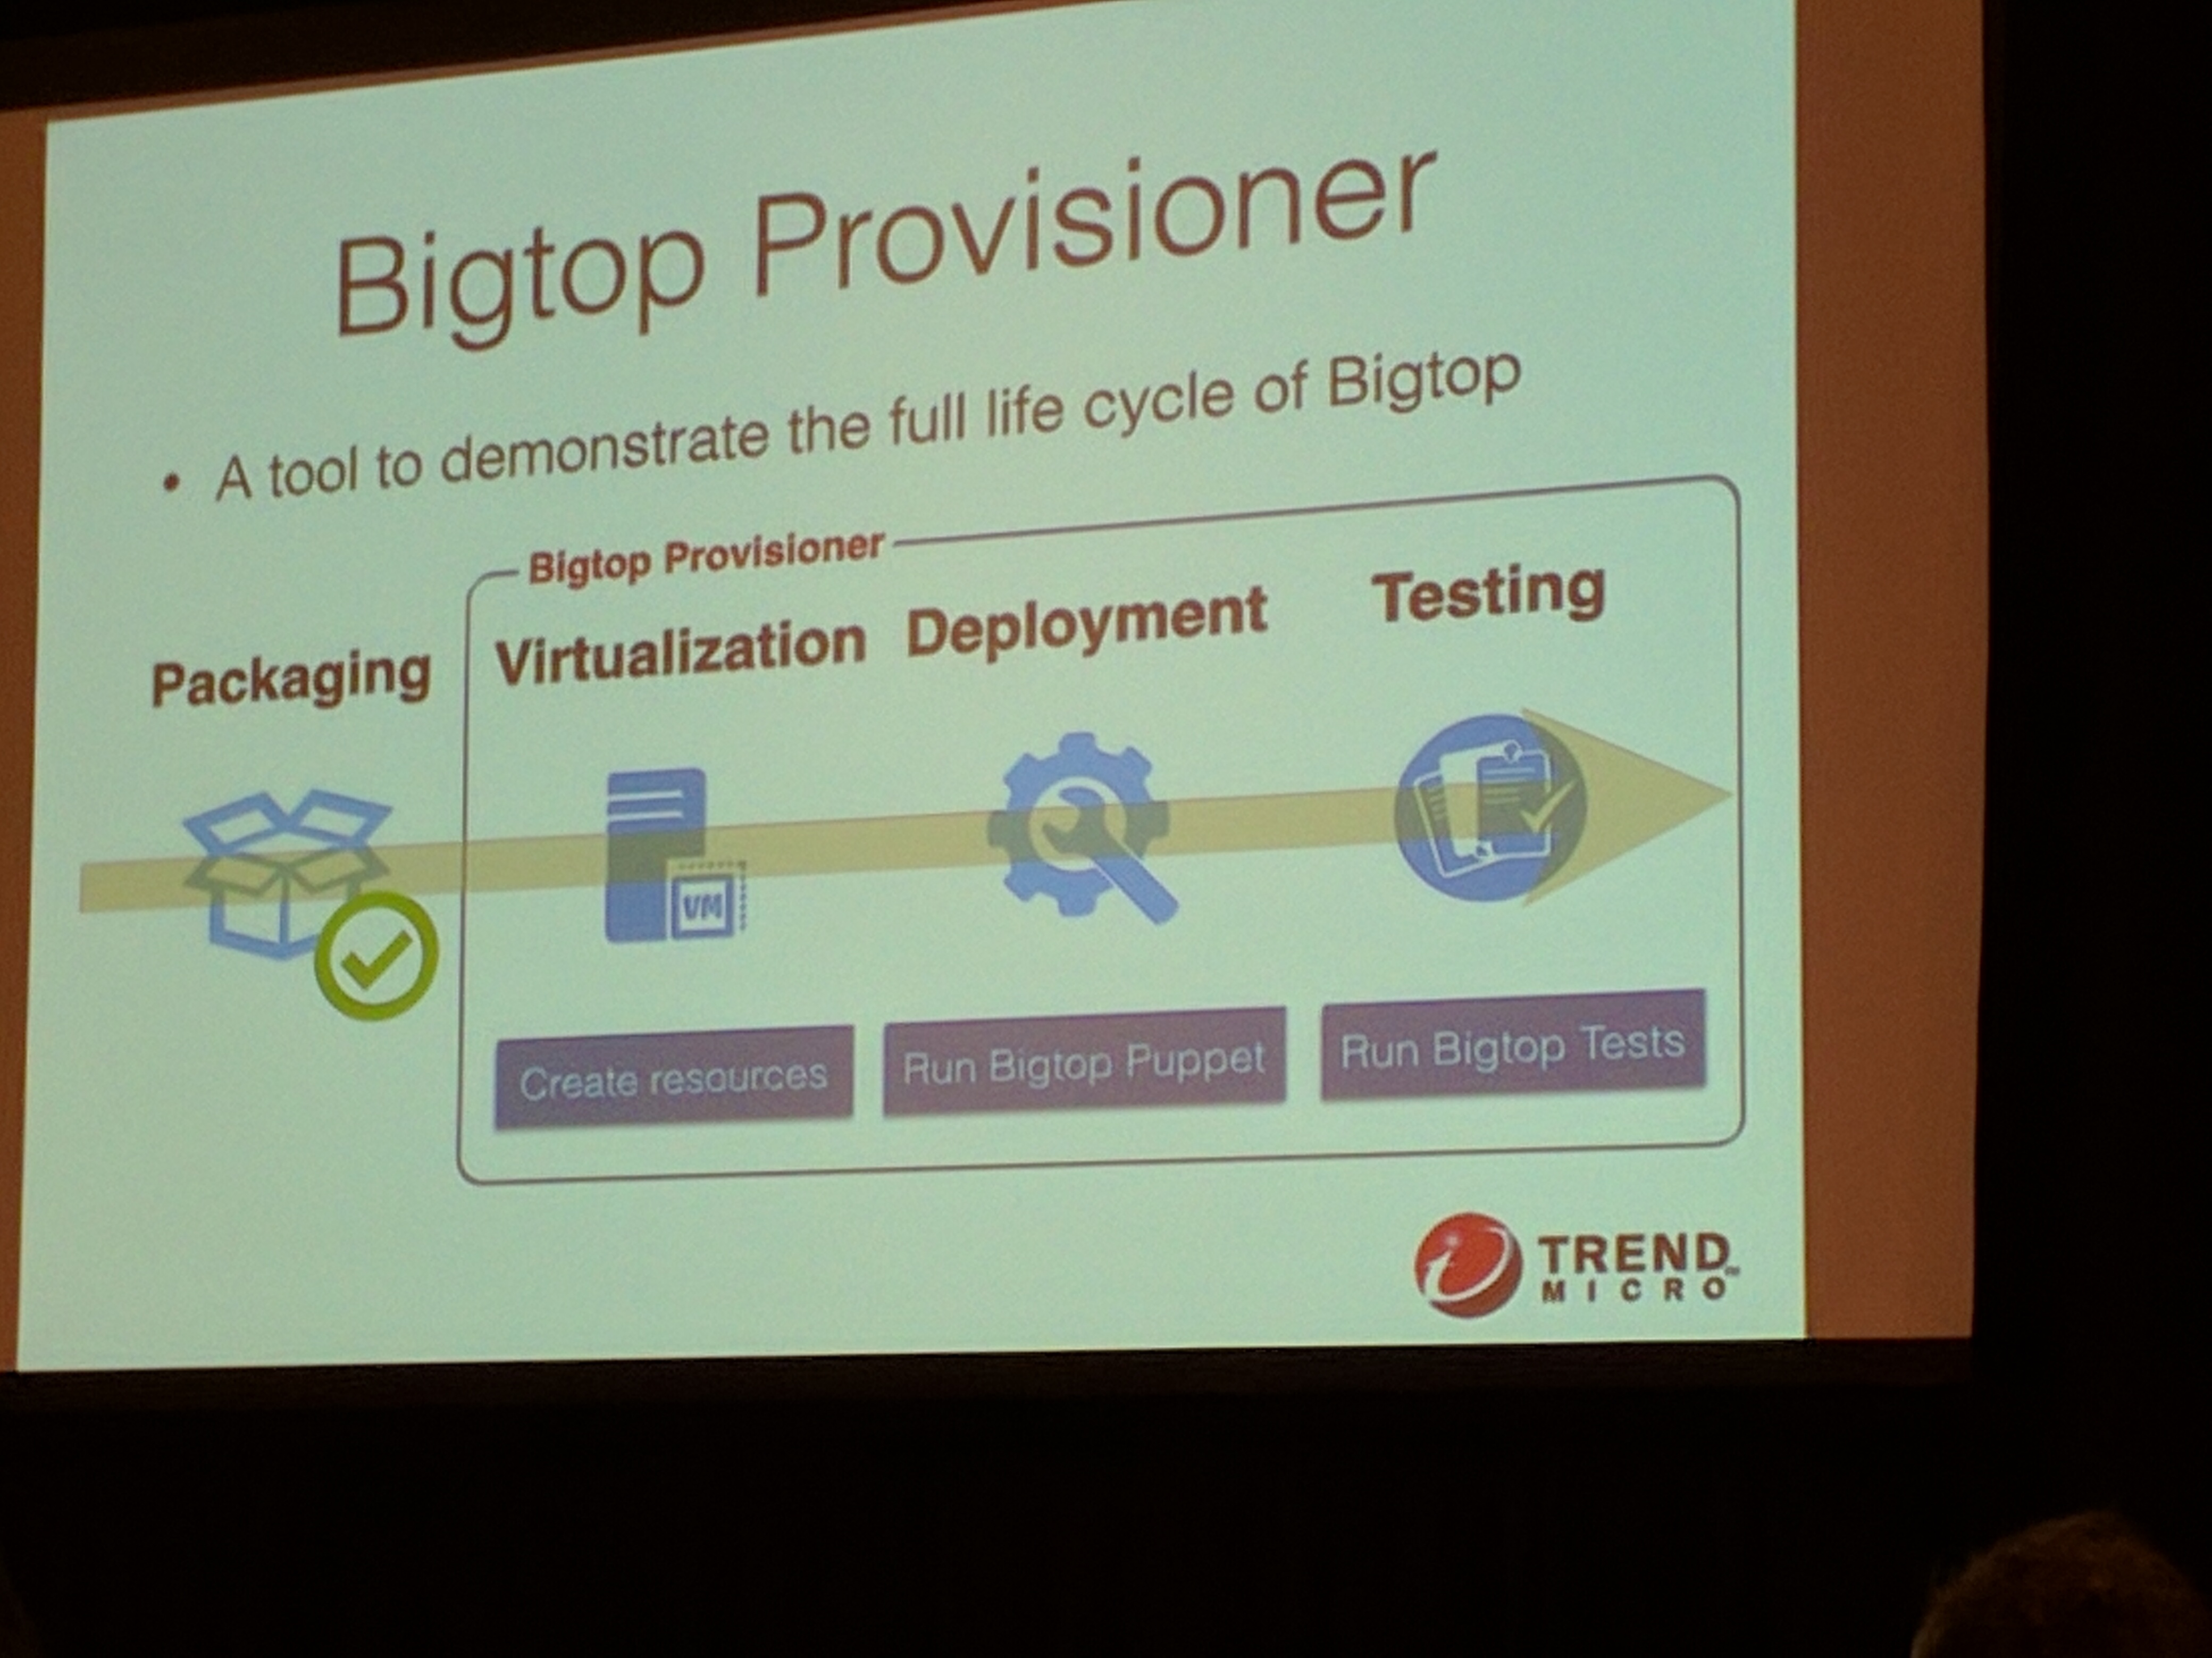 Bigtop Provisioner
• A tool to demonstrate the full life cycle of Bigtop
Bigtop Provisioner
Packaging Virtualization Deployment Testing
VM
Create resources Run Bigtop Puppet Run Bigtop Tests
TREND™
MICRO